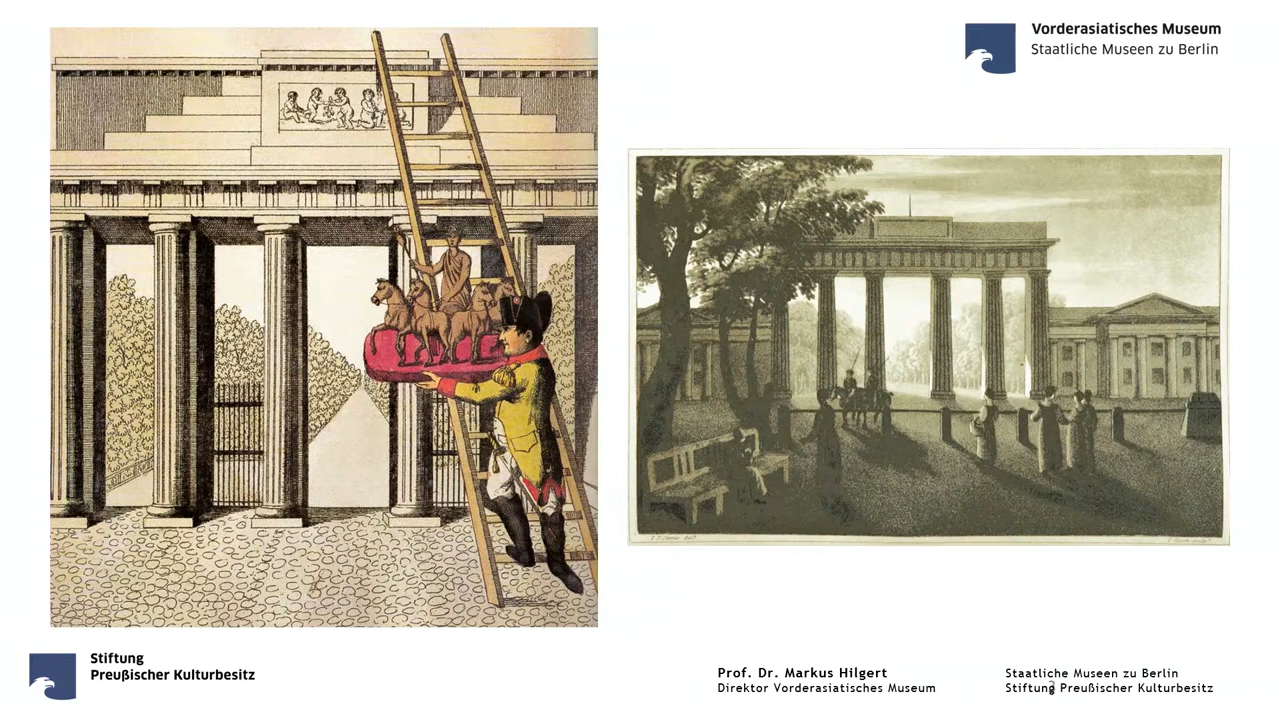 Vorderasiatisches Museum
Staatliche Museen zu Berlin
Stiftung
Preußischer Kulturbesitz
Prof. Dr. Markus Hilgert
Direktor Vorderasiatisches Museum
Staatliche Museen zu Berlin
Stiftung Preußischer Kulturbesitz